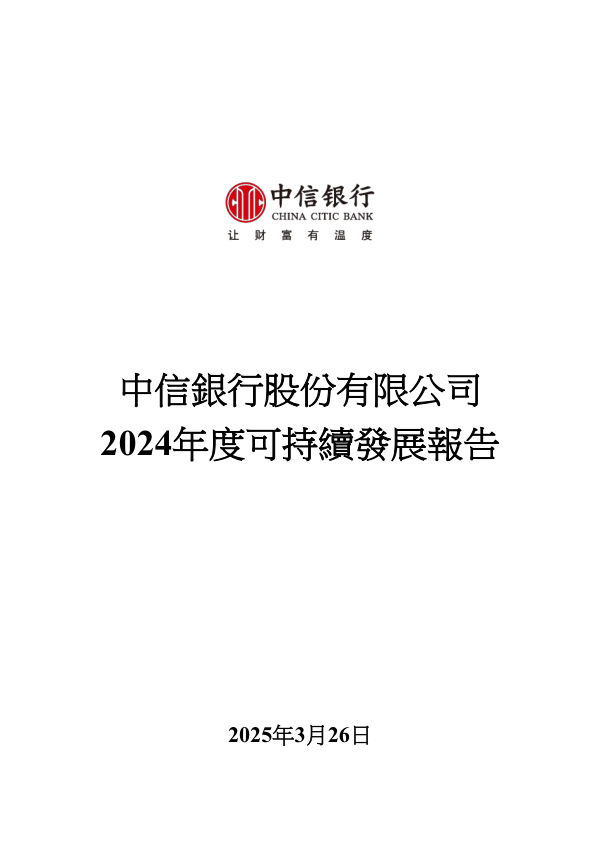 中信银行
CHINA CITIC BANK
让财富有温度
中信銀行股份有限公司
2024年度可持續發展報告
2025年3月26日